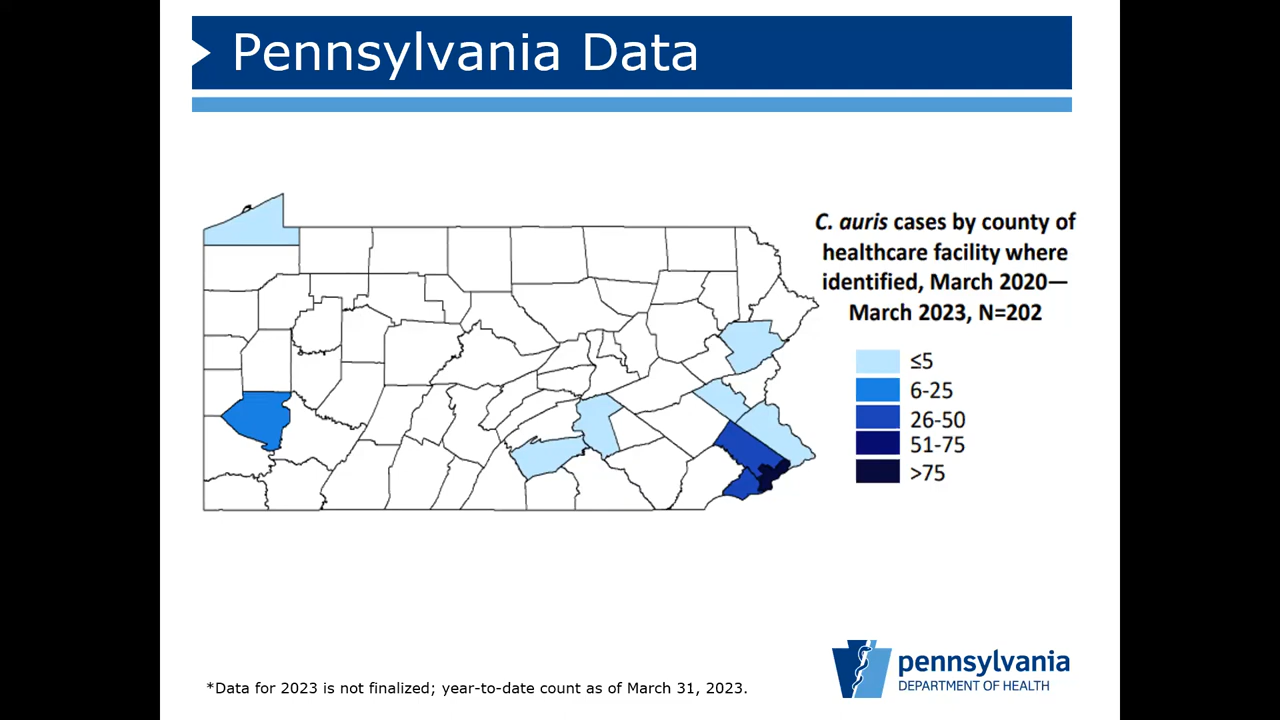 Pennsylvania Data
C. auris cases by county of
healthcare facility where
identified, March 2020—
March 2023, N=202
≤5
6-25
26-50
51-75
>75
*Data for 2023 is not finalized; year-to-date count as of March 31, 2023.
pennsylvania
DEPARTMENT OF HEALTH